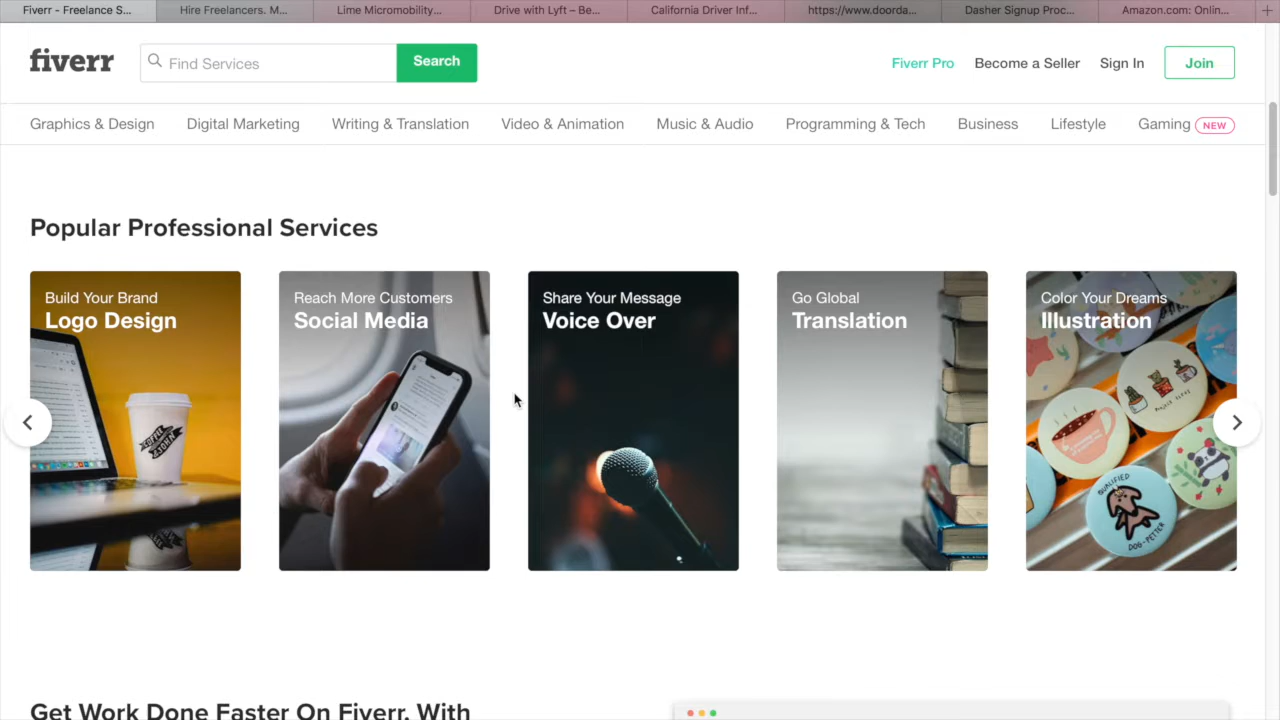 Fiverr - Freelance S...
Hire Freelancers. M...
Lime Micromobility...
Drive with Lyft – Be...
California Driver Inf...
https://www.doorda...
Dasher Signup Proc...
Amazon.com: Onlin...
fiverr
Find Services
Search
Fiverr Pro
Become a Seller
Sign In
Join
Graphics & Design
Digital Marketing
Writing & Translation
Video & Animation
Music & Audio
Programming & Tech
Business
Lifestyle
Gaming NEW
Popular Professional Services
Build Your Brand
Logo Design
Reach More Customers
Social Media
Share Your Message
Voice Over
Go Global
Translation
Color Your Dreams
Illustration
QUALIFIED
DOG-PETTER
Get Work Done Faster On Fiverr, With